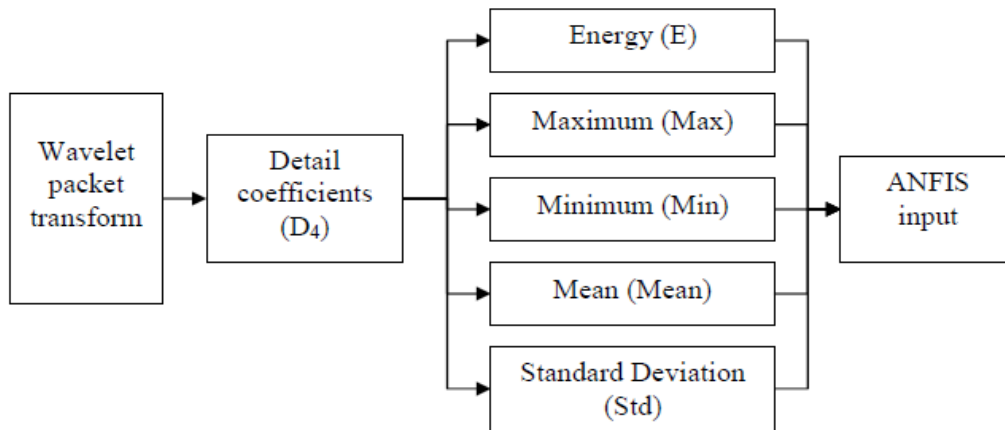 Wavelet
packet
transform
Detail
coefficients
(D₄)
Energy (E)
Maximum (Max)
Minimum (Min)
Mean (Mean)
Standard Deviation
(Std)
ANFIS
input